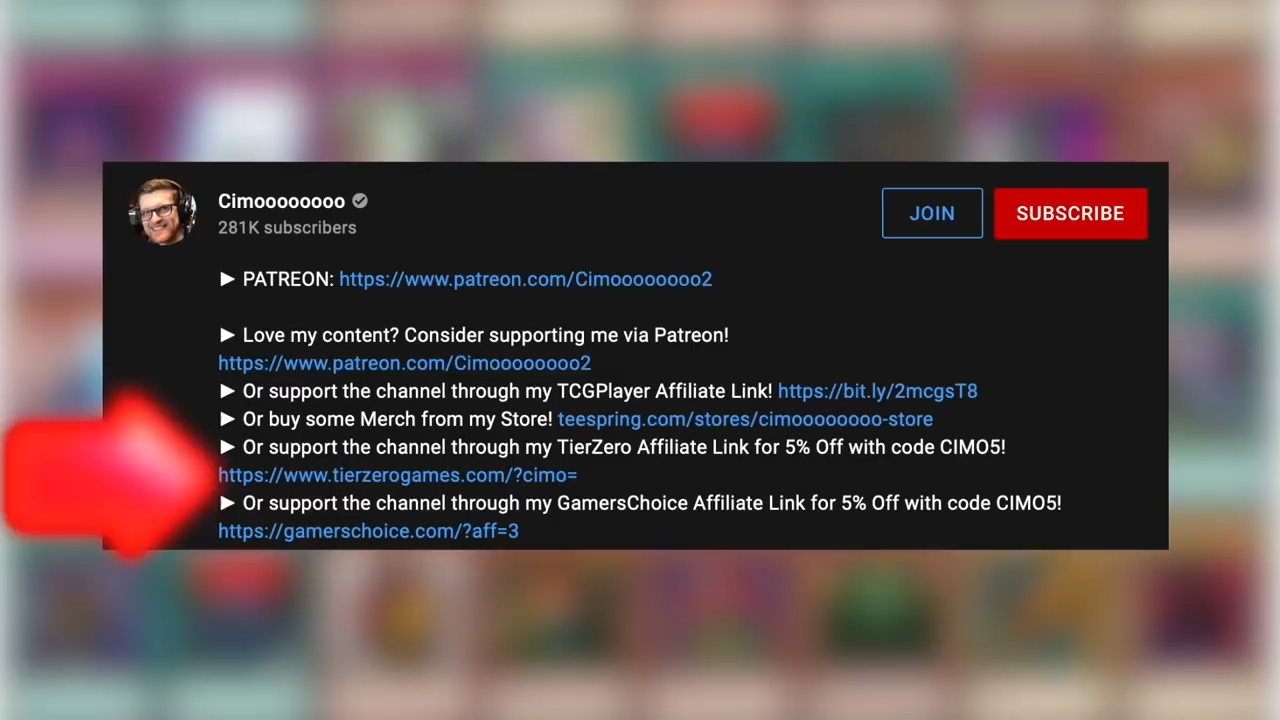 Cimoooooooo
281K subscribers
JOIN
SUBSCRIBE
► PATREON: https://www.patreon.com/Cimoooooooo2
► Love my content? Consider supporting me via Patreon!
https://www.patreon.com/Cimoooooooo2
► Or support the channel through my TCGPlayer Affiliate Link! https://bit.ly/2mcgsT8
► Or buy some Merch from my Store! teespring.com/stores/cimoooooooo-store
► Or support the channel through my TierZero Affiliate Link for 5% Off with code CIMO5!
https://www.tierzerogames.com/?cimo=
► Or support the channel through my GamersChoice Affiliate Link for 5% Off with code CIMO5!
https://gamerschoice.com/?aff=3